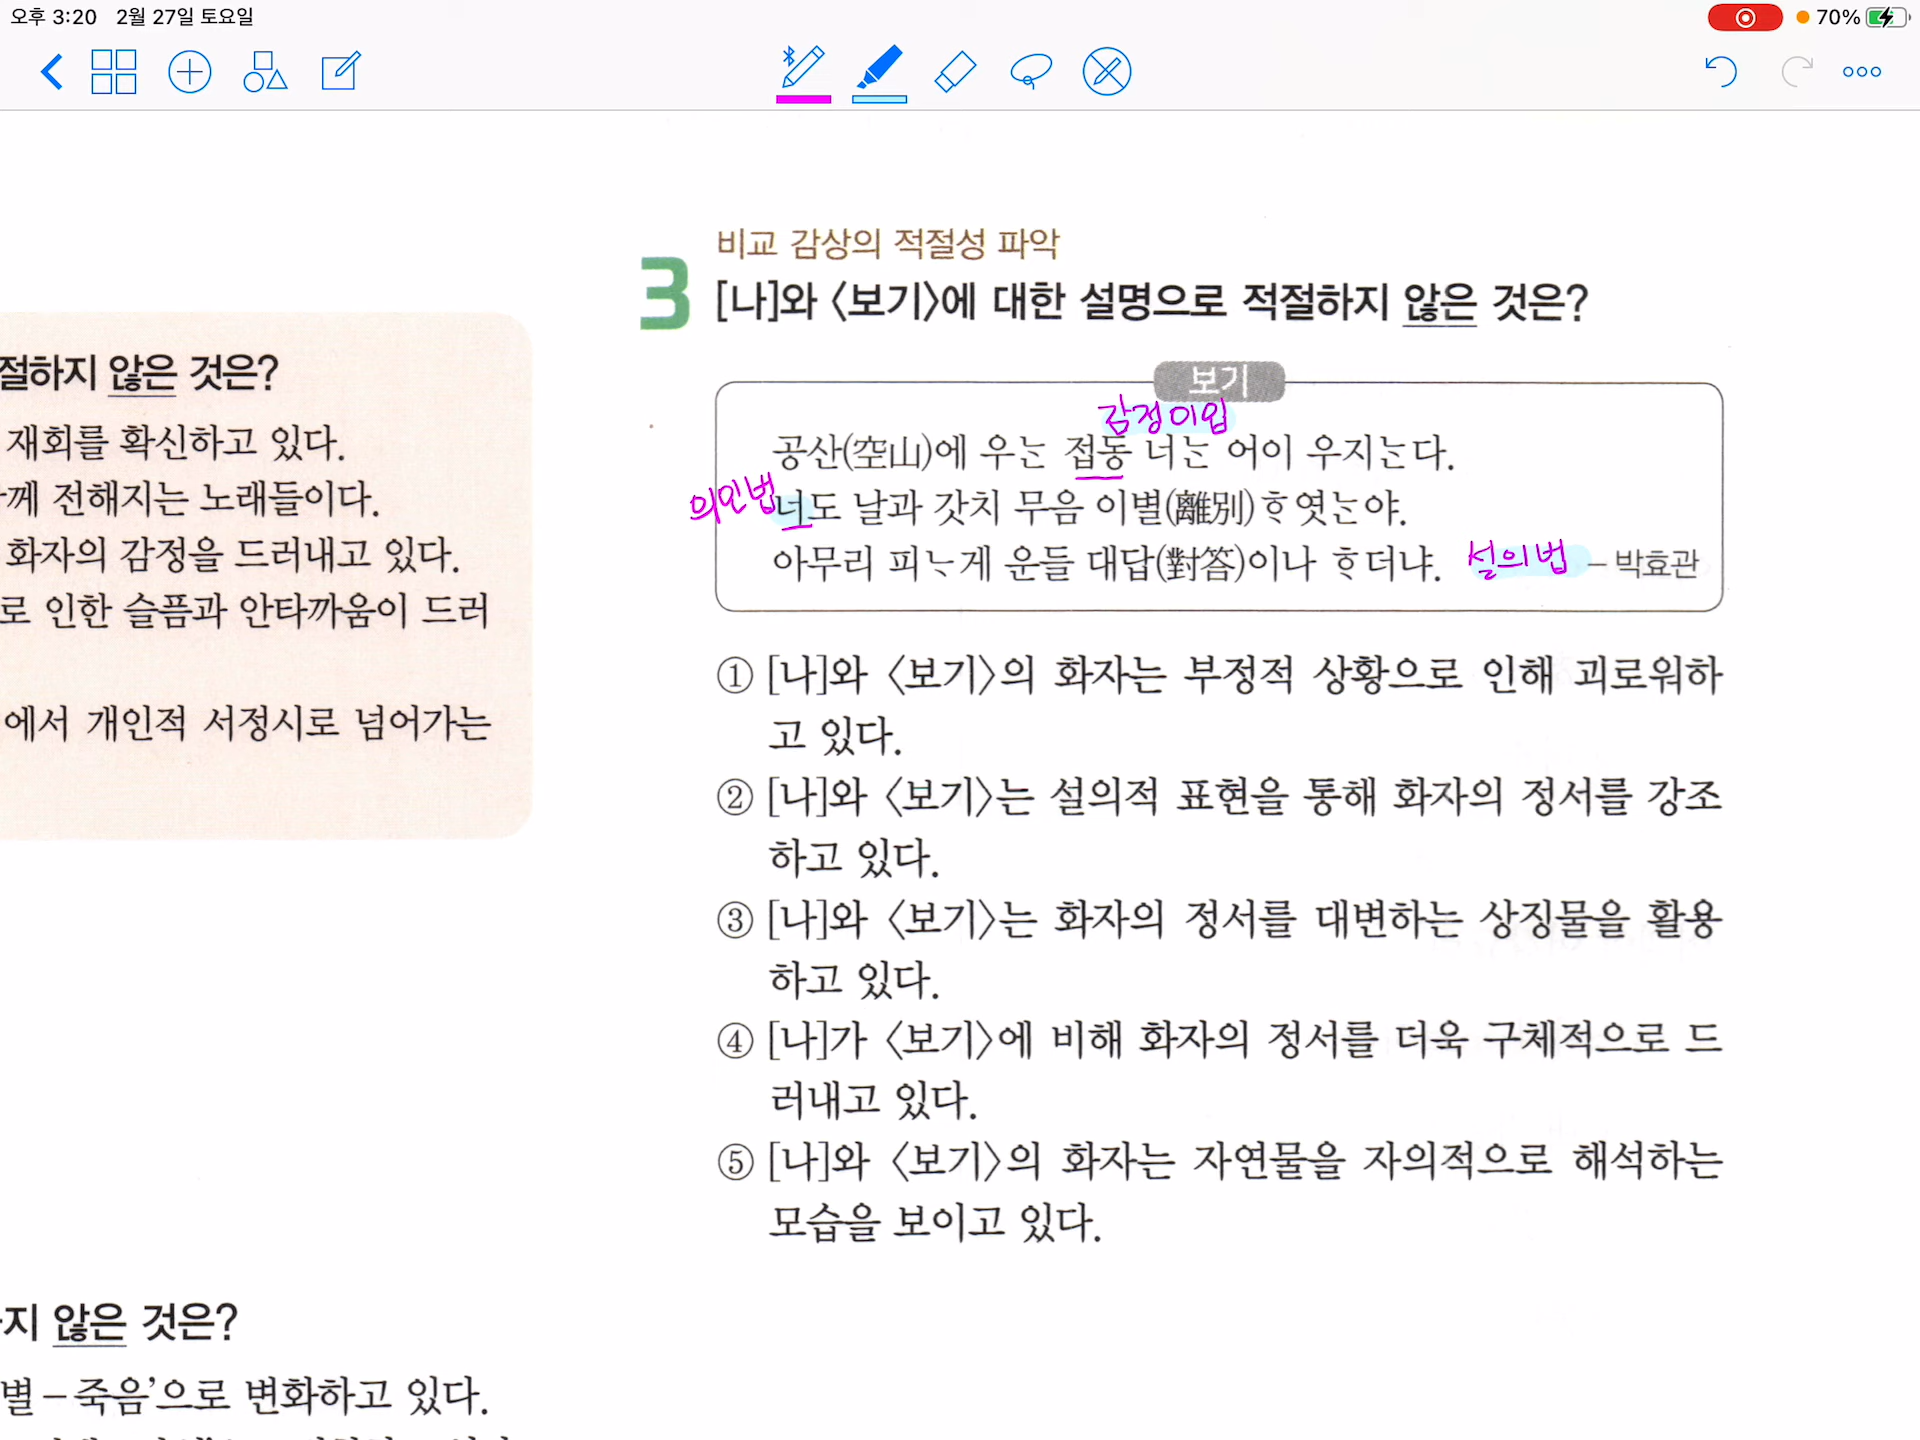 오후 3:20 2월 27일 토요일
70%
비교 감상의 적절성 파악
3 [나]와 〈보기〉에 대한 설명으로 적절하지 않은 것은?
보기
감정이입
공산(空山)에 우는 접동 너는 어이 우지는다.
의인법
너도 날과 갓치 무음 이별(離別)ᄒ엿ᄂ야.
아무리 피ᄂ게 운들 대답(對答)이나 ᄒ더냐. 설의법 – 박효관
① [나]와 〈보기〉의 화자는 부정적 상황으로 인해 괴로워하
고 있다.
② [나]와 〈보기〉는 설의적 표현을 통해 화자의 정서를 강조
하고 있다.
③ [나]와 〈보기〉는 화자의 정서를 대변하는 상징물을 활용
하고 있다.
④ [나]가 〈보기〉에 비해 화자의 정서를 더욱 구체적으로 드
러내고 있다.
⑤ [나]와 〈보기〉의 화자는 자연물을 자의적으로 해석하는
모습을 보이고 있다.
절하지 않은 것은?
재회를 확신하고 있다.
께 전해지는 노래들이다.
화자의 감정을 드러내고 있다.
로 인한 슬픔과 안타까움이 드러
에서 개인적 서정시로 넘어가는
지 않은 것은?
별 – 죽음'으로 변화하고 있다.